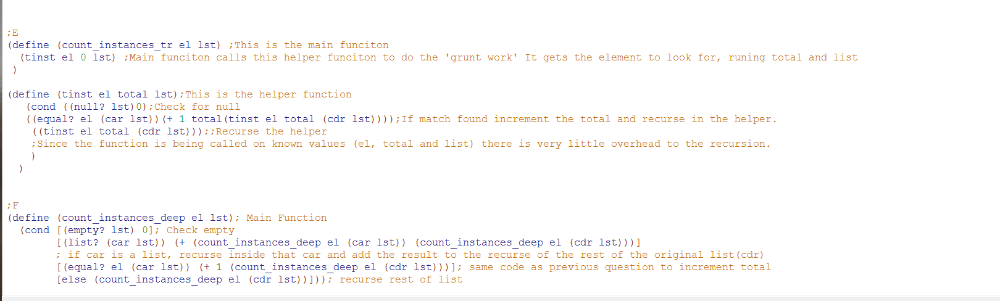 ;E
(define (count_instances_tr el lst) ;This is the main funciton
(tinst el 0 lst) ;Main funciton calls this helper funciton to do the 'grunt work' It gets the element to look for, runing total and list
)
(define (tinst el total lst);This is the helper function
(cond ((null? lst)0);Check for null
((equal? el (car lst))(+ 1 total(tinst el total (cdr lst))));If match found increment the total and recurse in the helper.
((tinst el total (cdr lst)));;Recurse the helper
;Since the function is being called on known values (el, total and list) there is very little overhead to the recursion.
)
)
;F
(define (count_instances_deep el lst); Main Function
(cond [(empty? lst) 0]; Check empty
[(list? (car lst)) (+ (count_instances_deep el (car lst)) (count_instances_deep el (cdr lst)))]
; if car is a list, recurse inside that car and add the result to the recurse of the rest of the original list(cdr)
[(equal? el (car lst)) (+ 1 (count_instances_deep el (cdr lst)))]; same code as previous question to increment total
[else (count_instances_deep el (cdr lst))])); recurse rest of list